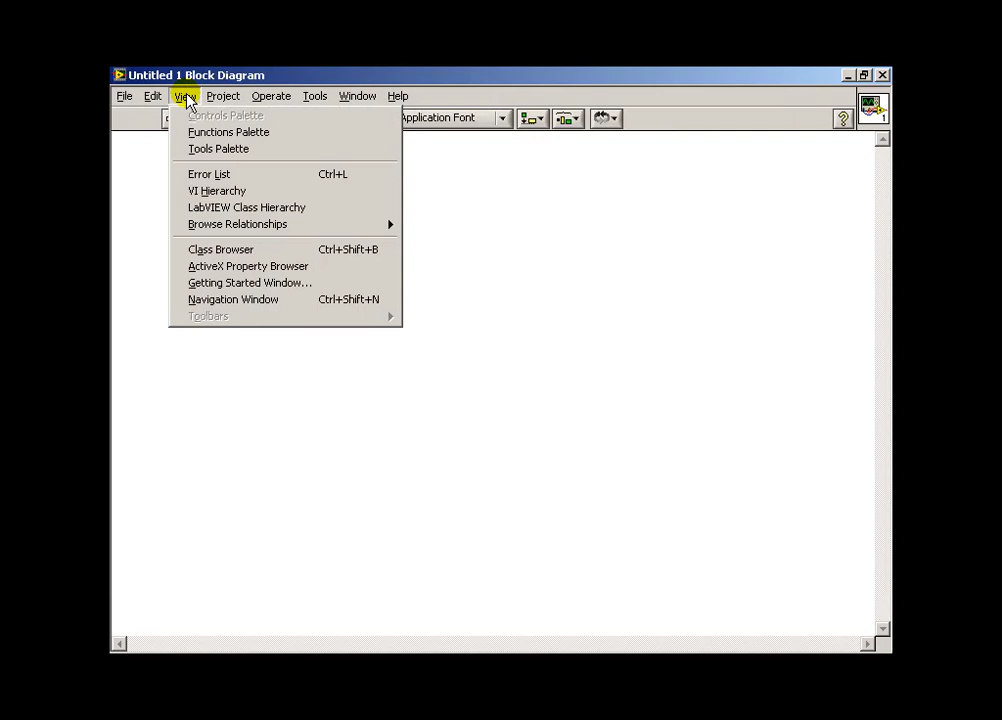 Untitled 1 Block Diagram
File Edit View Project Operate Tools Window Help
Application Font
?
1
Controls Palette
Functions Palette
Tools Palette
Error List Ctrl+L
VI Hierarchy
LabVIEW Class Hierarchy
Browse Relationships
Class Browser Ctrl+Shift+B
ActiveX Property Browser
Getting Started Window...
Navigation Window Ctrl+Shift+N
Toolbars